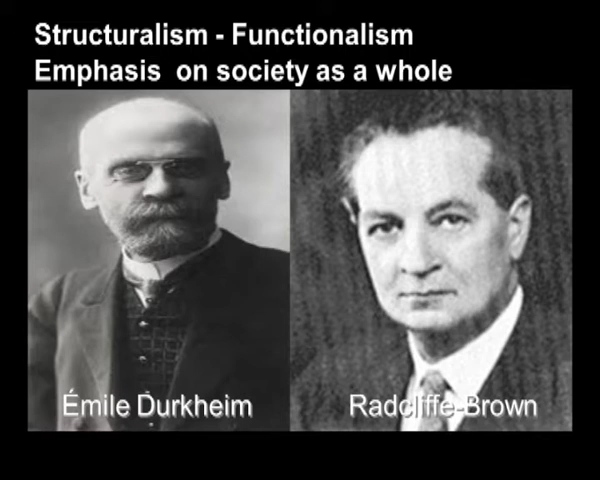 Structuralism - Functionalism
Emphasis on society as a whole
Émile Durkheim
Radcliffe-Brown